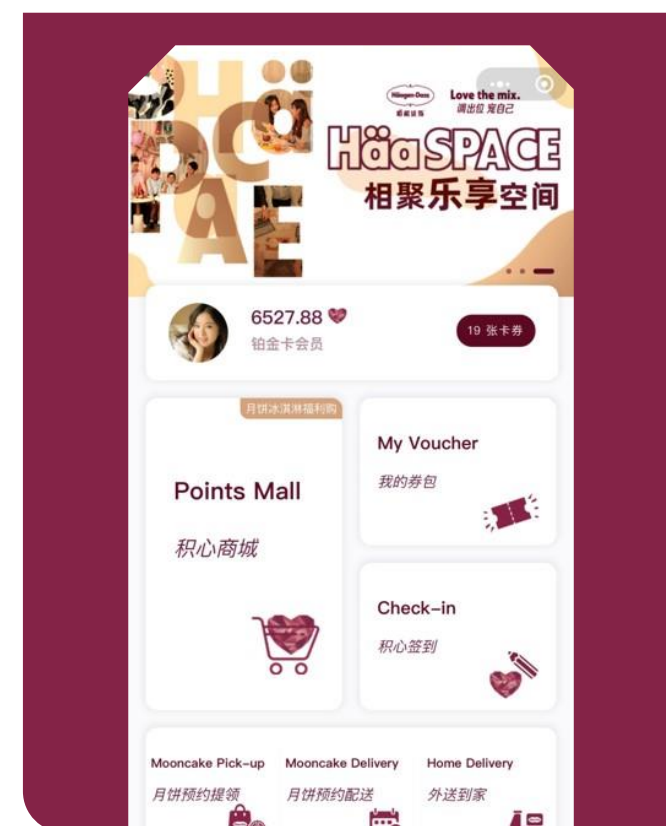 Häagen-Dazs
Love the mix.
调出位 宠自己
HäaSPACE
相聚乐享空间
6527.88
铂金卡会员
19 张卡券
月饼冰淇淋福利购
Points Mall
积心商城
My Voucher
我的券包
Check-in
积心签到
Mooncake Pick-up
月饼预约提领
Mooncake Delivery
月饼预约配送
Home Delivery
外送到家